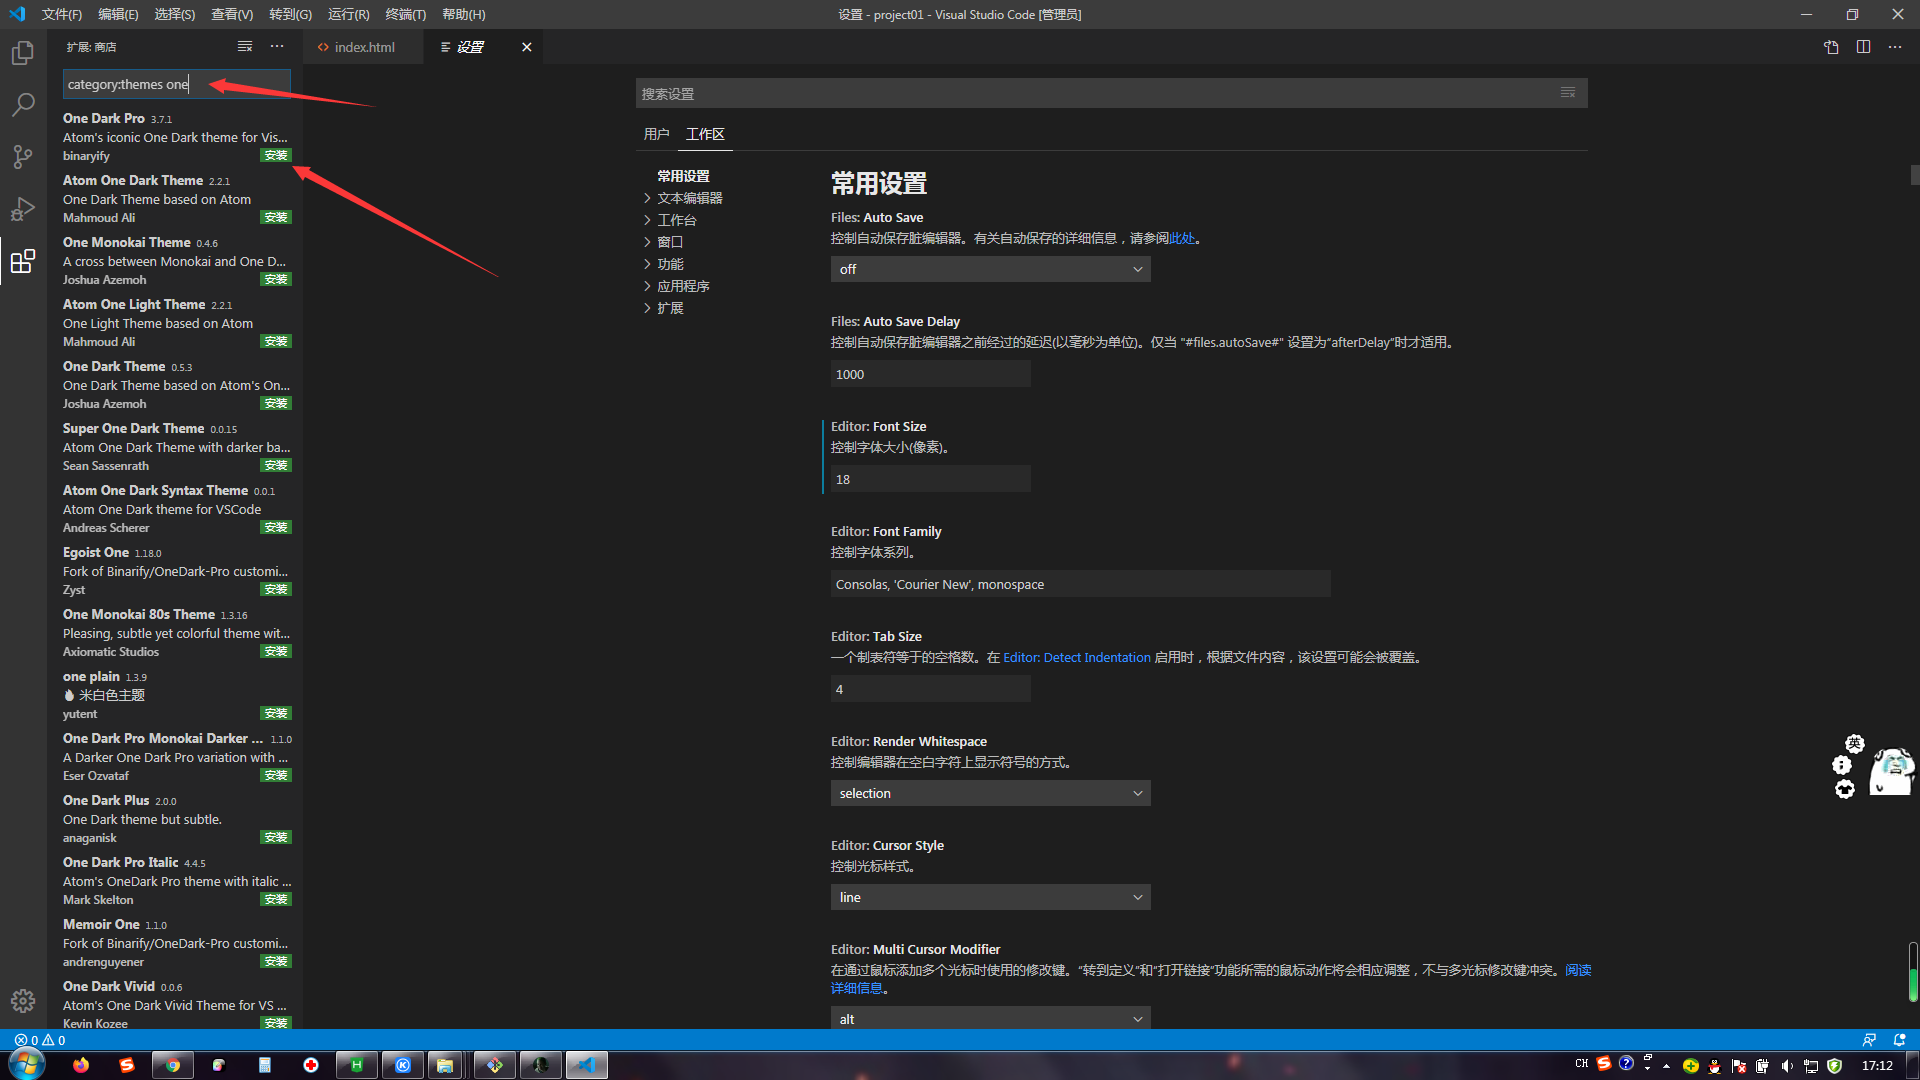 文件(F) 编辑(E) 选择(S) 查看(V) 转到(G) 运行(R) 终端(T) 帮助(H)
设置 - project01 - Visual Studio Code [管理员]
扩展: 商店
index.html
设置
category:themes one
One Dark Pro 3.7.1
Atom's iconic One Dark theme for Vis...
binaryify
安装
Atom One Dark Theme 2.2.1
One Dark Theme based on Atom
Mahmoud Ali
安装
One Monokai Theme 0.4.6
A cross between Monokai and One D...
Joshua Azemoh
安装
Atom One Light Theme 2.2.1
One Light Theme based on Atom
Mahmoud Ali
安装
One Dark Theme 0.5.3
One Dark Theme based on Atom's On...
Joshua Azemoh
安装
Super One Dark Theme 0.0.15
Atom One Dark Theme with darker ba...
Sean Sassenrath
安装
Atom One Dark Syntax Theme 0.0.1
Atom One Dark theme for VSCode
Andreas Scherer
安装
Egoist One 1.18.0
Fork of Binarify/OneDark-Pro customi...
Zyst
安装
One Monokai 80s Theme 1.3.16
Pleasing, subtle yet colorful theme wit...
Axiomatic Studios
安装
one plain 1.3.9
米白色主题
yutent
安装
One Dark Pro Monokai Darker ... 1.1.0
A Darker One Dark Pro variation with ...
Eser Ozvataf
安装
One Dark Plus 2.0.0
One Dark theme but subtle.
anaganisk
安装
One Dark Pro Italic 4.4.5
Atom's OneDark Pro theme with italic ...
Mark Skelton
安装
Memoir One 1.1.0
Fork of Binarify/OneDark-Pro customi...
andrenguyener
安装
One Dark Vivid 0.0.6
Atom's One Dark Vivid Theme for VS ...
Kevin Kozee
安装
搜索设置
用户 工作区
常用设置
文本编辑器
工作台
窗口
功能
应用程序
扩展
常用设置
Files: Auto Save
控制自动保存脏编辑器。有关自动保存的详细信息，请参阅此处。
off
Files: Auto Save Delay
控制自动保存脏编辑器之前经过的延迟(以毫秒为单位)。仅当 "#files.autoSave#" 设置为“afterDelay”时才适用。
1000
Editor: Font Size
控制字体大小(像素)。
18
Editor: Font Family
控制字体系列。
Consolas, 'Courier New', monospace
Editor: Tab Size
一个制表符等于的空格数。在 Editor: Detect Indentation 启用时，根据文件内容，该设置可能会被覆盖。
4
Editor: Render Whitespace
控制编辑器在空白字符上显示符号的方式。
selection
Editor: Cursor Style
控制光标样式。
line
Editor: Multi Cursor Modifier
在通过鼠标添加多个光标时使用的修改键。“转到定义”和“打开链接”功能所需的鼠标动作将会相应调整，不与多光标修改键冲突。阅读
详细信息。
alt
英
0 0
CH
17:12